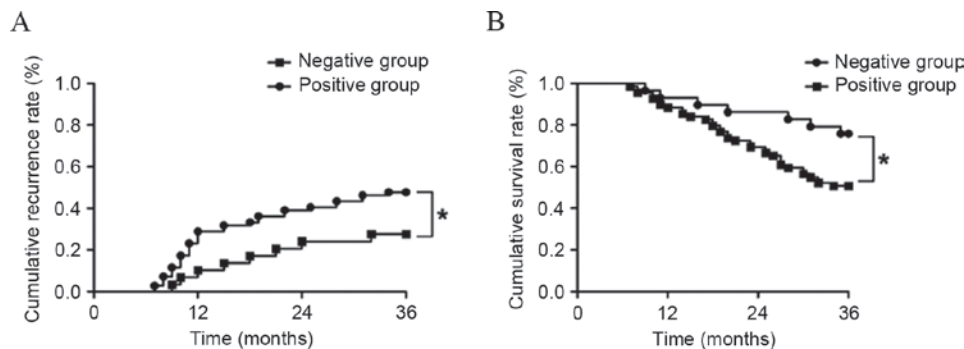 A
Negative group
Positive group
Cumulative recurrence rate (%)
1.0
0.8
0.6
0.4
0.2
0.0
*
0
12
24
36
Time (months)
B
Negative group
Positive group
Cumulative survival rate (%)
1.0
0.8
0.6
0.4
0.2
0.0
*
0
12
24
36
Time (months)